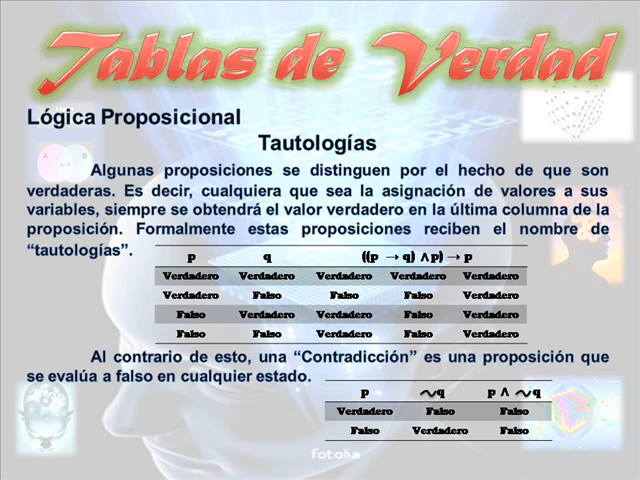 Tablas de Verdad
Lógica Proposicional
Tautologías
Algunas proposiciones se distinguen por el hecho de que son
verdaderas. Es decir, cualquiera que sea la asignación de valores a sus
variables, siempre se obtendrá el valor verdadero en la última columna de la
proposición. Formalmente estas proposiciones reciben el nombre de
“tautologías”.
p q ((p → q) ∧ p) → p
Verdadero Verdadero Verdadero Verdadero Verdadero
Verdadero Falso Falso Falso Verdadero
Falso Verdadero Verdadero Falso Verdadero
Falso Falso Verdadero Falso Verdadero
Al contrario de esto, una “Contradicción” es una proposición que
se evalúa a falso en cualquier estado.
p ~q p ∧ ~q
Verdadero Falso Falso
Falso Verdadero Falso
A B
fotolia